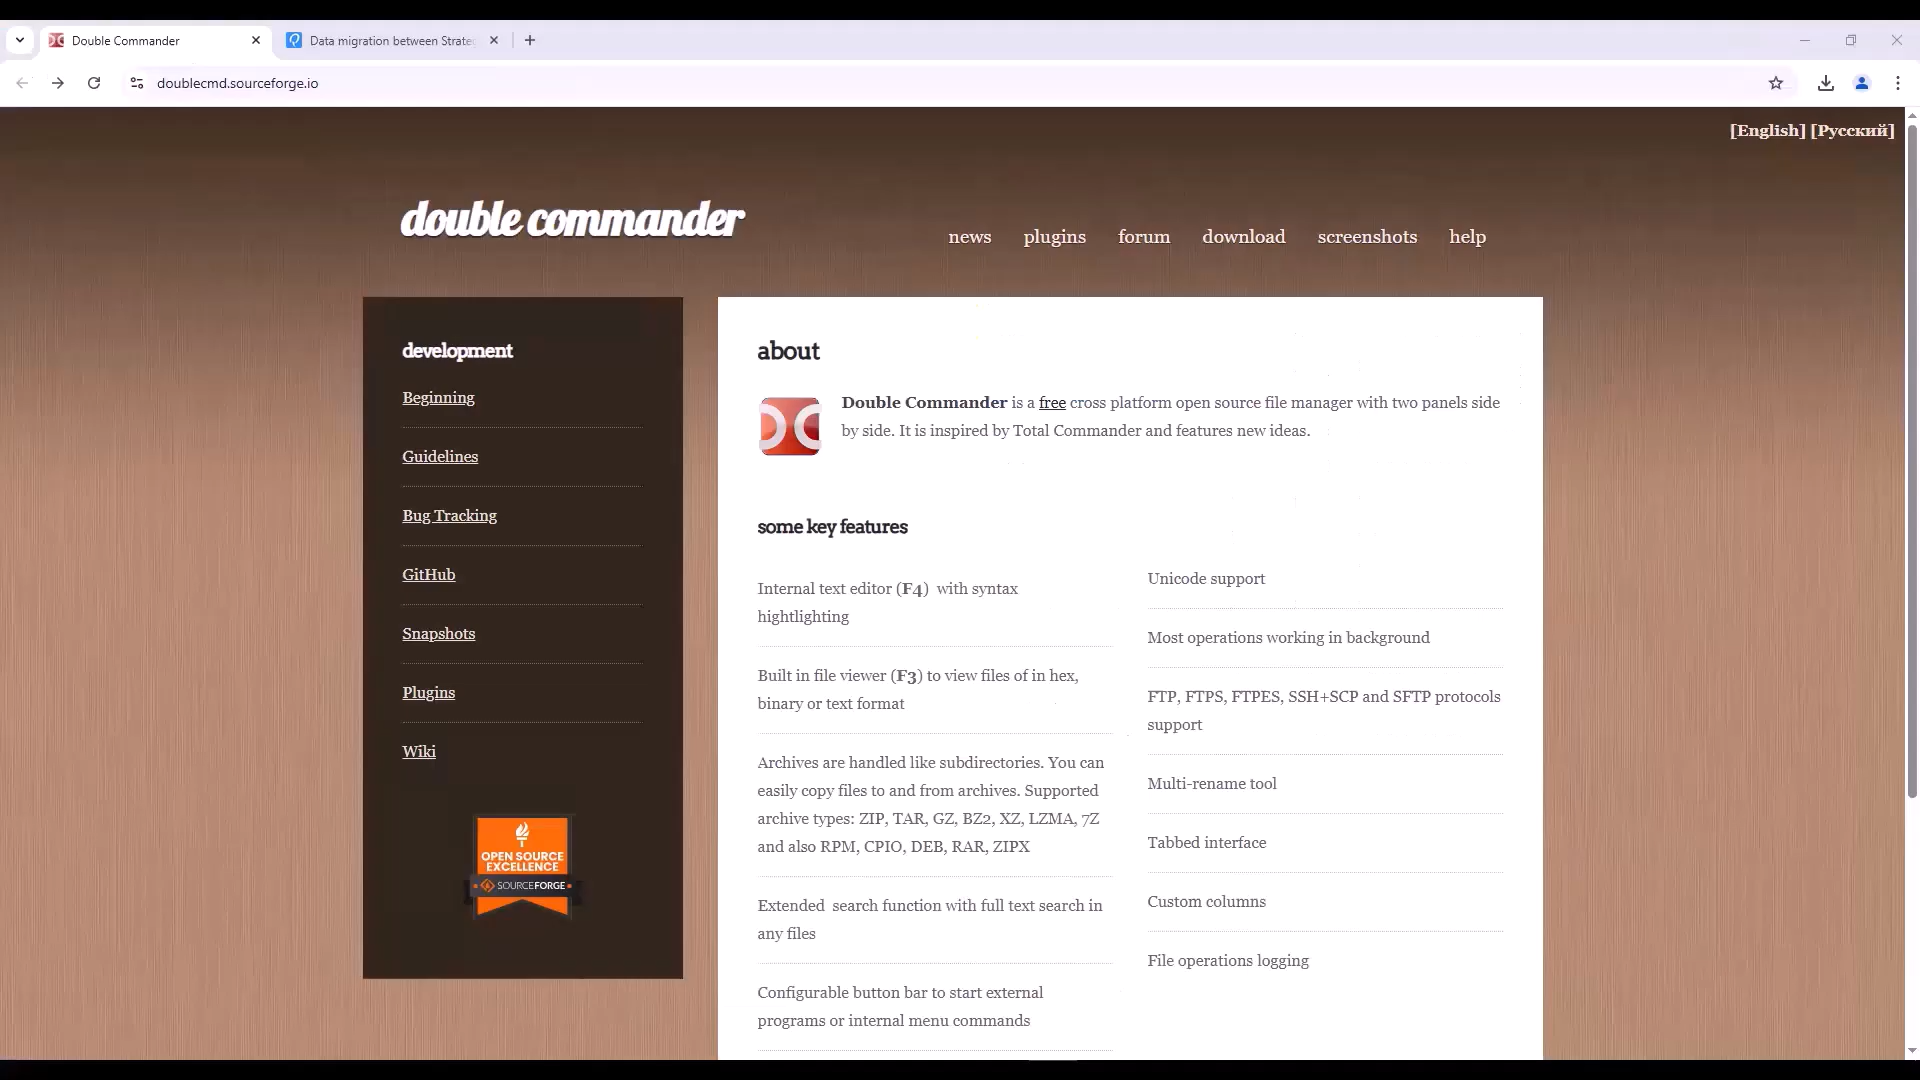 Double Commander
Data migration between Strate
doublecmd.sourceforge.io
[English] [Русский]
double commander
news plugins forum download screenshots help
development
Beginning
Guidelines
Bug Tracking
GitHub
Snapshots
Plugins
Wiki
OPEN SOURCE
EXCELLENCE
SOURCEFORGE
about
Double Commander is a free cross platform open source file manager with two panels side
by side. It is inspired by Total Commander and features new ideas.
some key features
Internal text editor (F4) with syntax
hightlighting
Built in file viewer (F3) to view files of in hex,
binary or text format
Archives are handled like subdirectories. You can
easily copy files to and from archives. Supported
archive types: ZIP, TAR, GZ, BZ2, XZ, LZMA, 7Z
and also RPM, CPIO, DEB, RAR, ZIPX
Extended search function with full text search in
any files
Configurable button bar to start external
programs or internal menu commands
Unicode support
Most operations working in background
FTP, FTPS, FTPES, SSH+SCP and SFTP protocols
support
Multi-rename tool
Tabbed interface
Custom columns
File operations logging